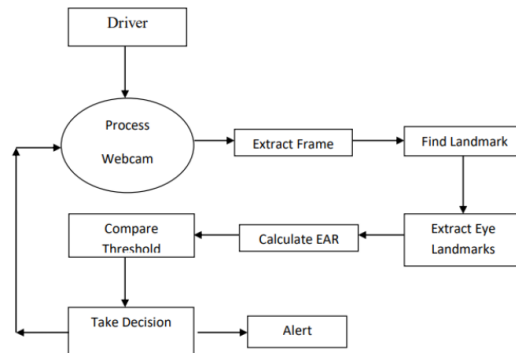 Driver
Process
Webcam
Extract Frame
Find Landmark
Extract Eye
Landmarks
Calculate EAR
Compare
Threshold
Take Decision
Alert